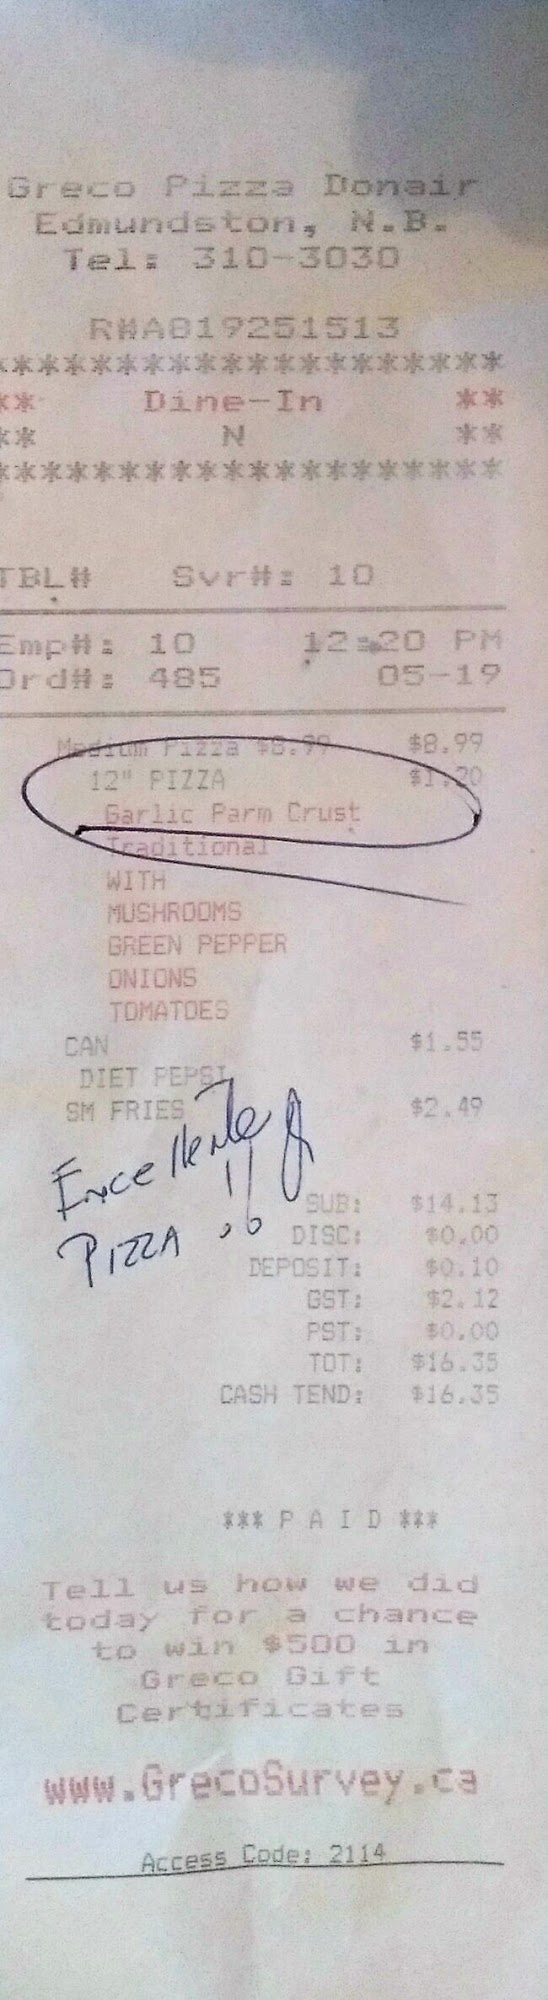 Greco Pizza Donair
Edmundston, N.B.
Tel: 310-3030
R#A819251513
********************
** Dine-In **
** N **
********************
TBL# Svr#: 10
Emp#: 10 12:20 PM
Ord#: 485 05-19
Medium Pizza $8.99 $8.99
12" PIZZA $1.20
Garlic Parm Crust
Traditional
WITH
MUSHROOMS
GREEN PEPPER
ONIONS
TOMATOES
CAN $1.55
DIET PEPSI
SM FRIES $2.49
Excellente
PIZZA !!
SUB: $14.13
DISC: $0.00
DEPOSIT: $0.10
GST: $2.12
PST: $0.00
TOT: $16.35
CASH TEND: $16.35
*** P A I D ***
Tell us how we did
today for a chance
to win $500 in
Greco Gift
Certificates
www.GrecoSurvey.ca
Access Code: 2114